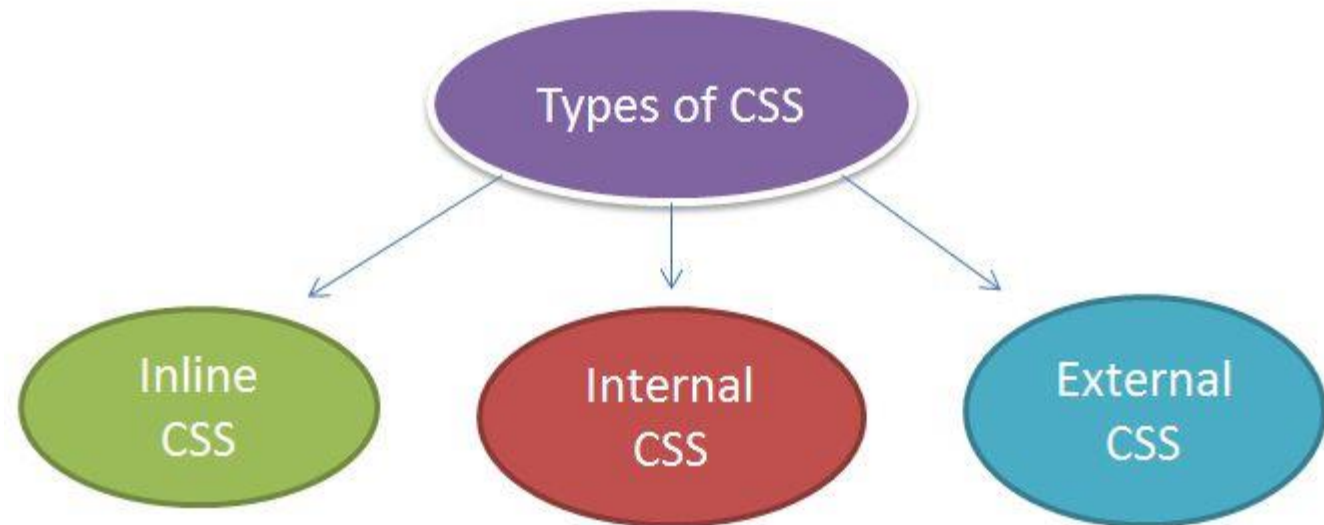 Types of CSS
Inline
CSS
Internal
CSS
External
CSS